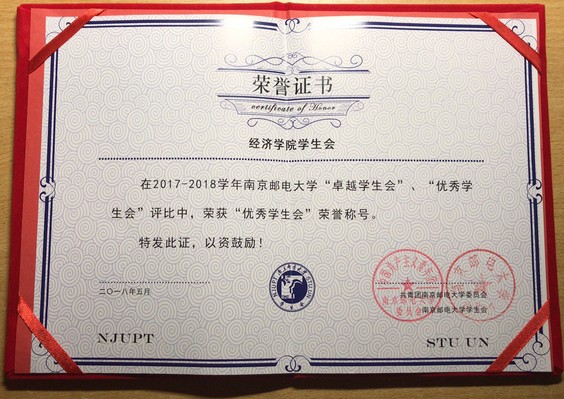 荣誉证书
certificate of Honor
经济学院学生会
在2017-2018学年南京邮电大学“卓越学生会”、“优秀学
生会”评比中，荣获“优秀学生会”荣誉称号。
特发此证，以资鼓励！
二〇一八年五月
共青团南京邮电大学委员会
南京邮电大学学生会
NJUPT
STU UN